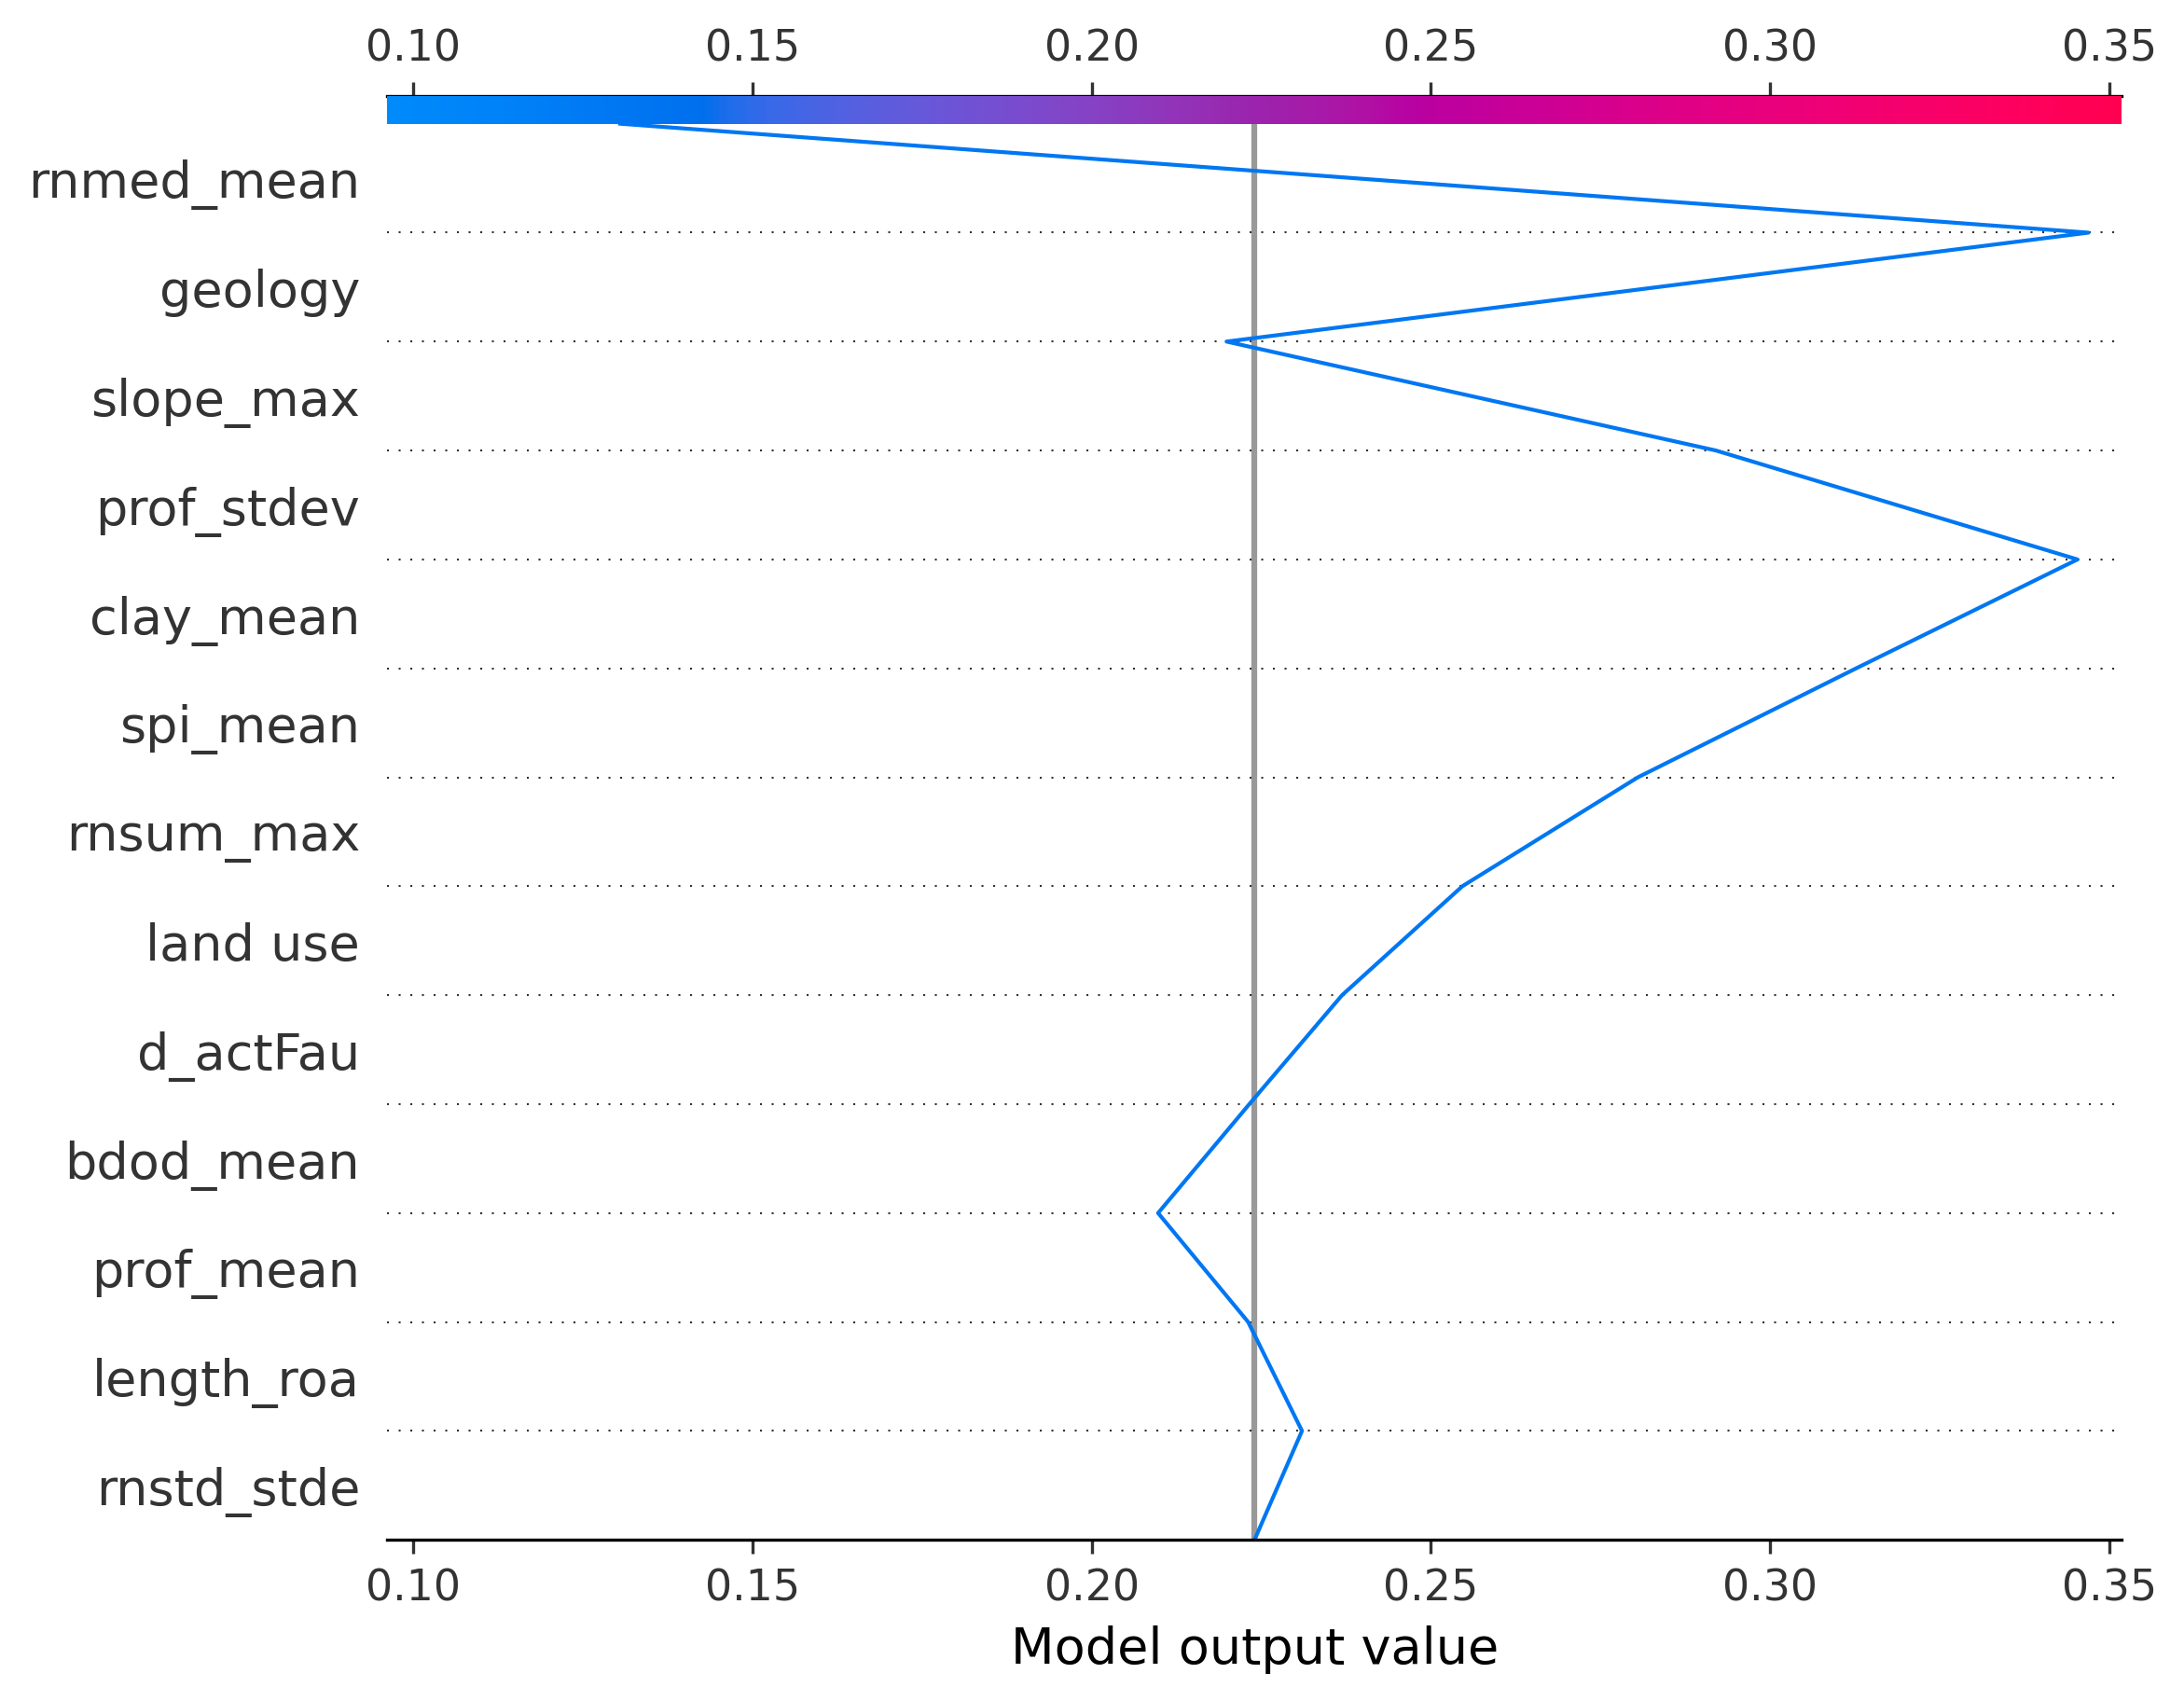 0.10 0.15 0.20 0.25 0.30 0.35
rnmed_mean
geology
slope_max
prof_stdev
clay_mean
spi_mean
rnsum_max
land use
d_actFau
bdod_mean
prof_mean
length_roa
rnstd_stde
0.10 0.15 0.20 0.25 0.30 0.35
Model output value